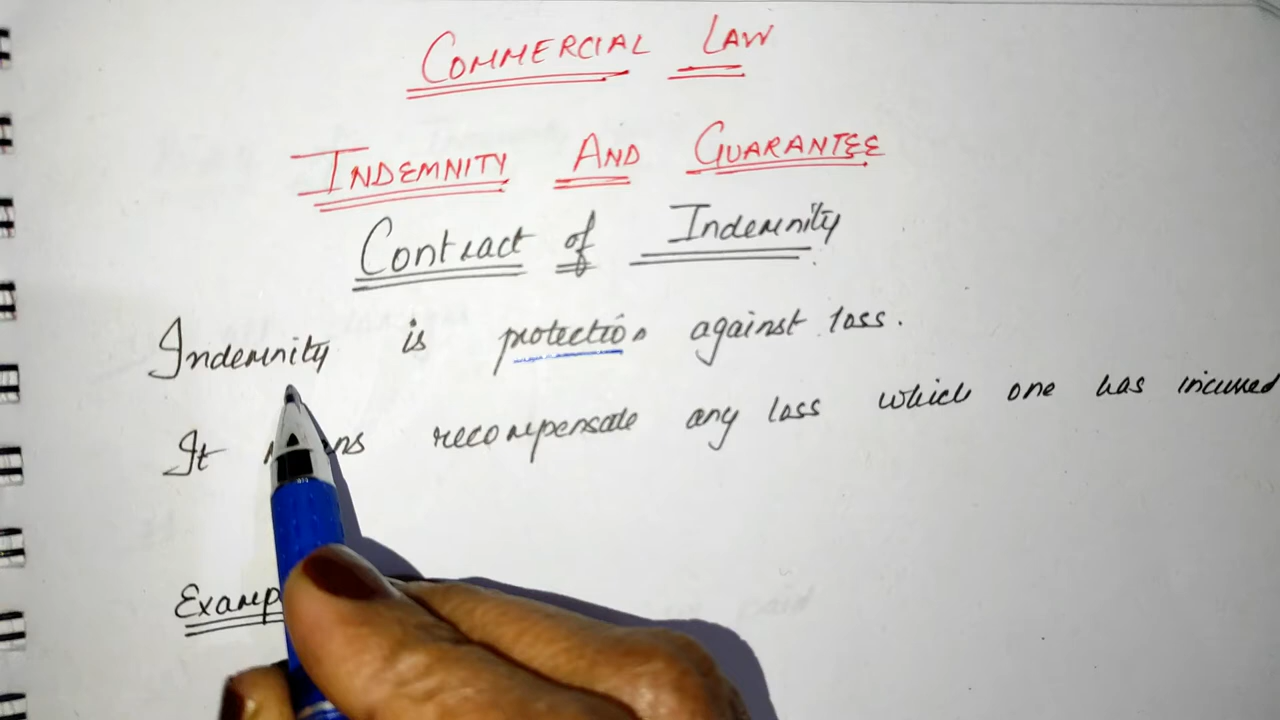 COMMERCIAL LAW
INDEMNITY AND GUARANTEE
Contract of Indemnity
Indemnity is protection against loss.
It recompensate any loss which one has incurred